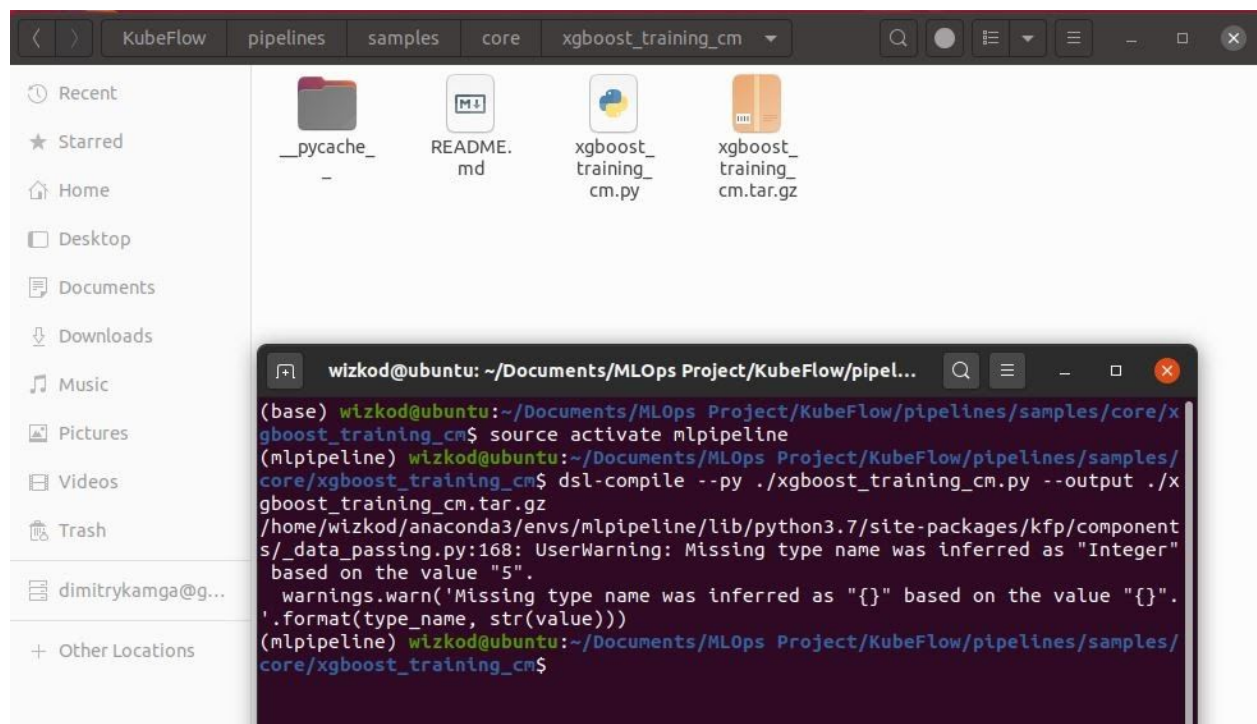 KubeFlow pipelines samples core xgboost_training_cm
Recent
Starred
Home
Desktop
Documents
Downloads
Music
Pictures
Videos
Trash
dimitrykamga@g...
+ Other Locations
__pycache_
_
README.
md
xgboost_
training_
cm.py
xgboost_
training_
cm.tar.gz
wizkod@ubuntu: ~/Documents/MLOps Project/KubeFlow/pipel...
(base) wizkod@ubuntu:~/Documents/MLOps Project/KubeFlow/pipelines/samples/core/x
gboost_training_cm$ source activate mlpipeline
(mlpipeline) wizkod@ubuntu:~/Documents/MLOps Project/KubeFlow/pipelines/samples/
core/xgboost_training_cm$ dsl-compile --py ./xgboost_training_cm.py --output ./x
gboost_training_cm.tar.gz
/home/wizkod/anaconda3/envs/mlpipeline/lib/python3.7/site-packages/kfp/component
s/_data_passing.py:168: UserWarning: Missing type name was inferred as "Integer"
 based on the value "5".
  warnings.warn('Missing type name was inferred as "{}" based on the value "{}".
'.format(type_name, str(value)))
(mlpipeline) wizkod@ubuntu:~/Documents/MLOps Project/KubeFlow/pipelines/samples/
core/xgboost_training_cm$